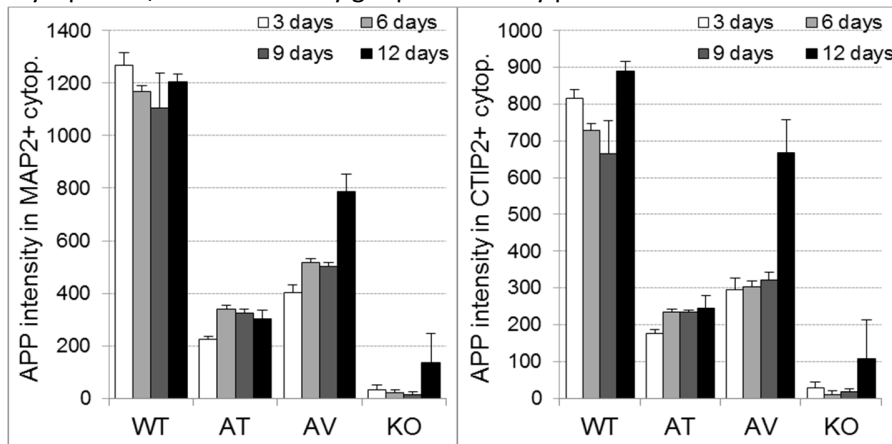 3 days 6 days
9 days 12 days
APP intensity in MAP2+ cytop.
1400
1200
1000
800
600
400
200
0
WT AT AV KO
3 days 6 days
9 days 12 days
APP intensity in CTIP2+ cytop.
1000
900
800
700
600
500
400
300
200
100
0
WT AT AV KO